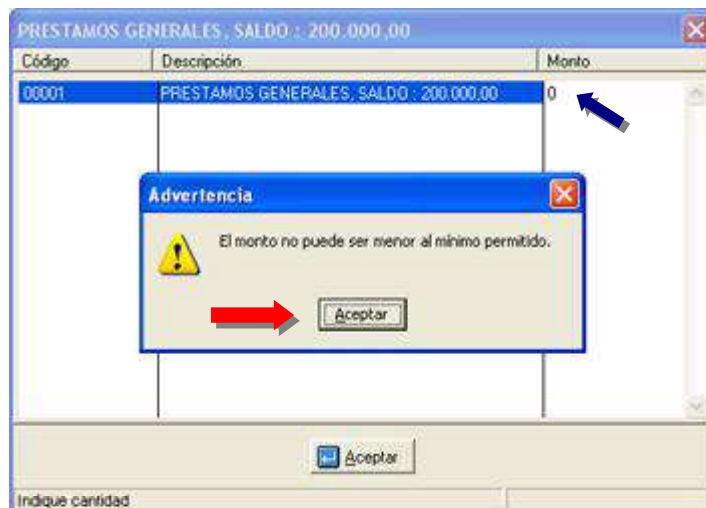 PRESTAMOS GENERALES, SALDO : 200.000,00
Código Descripción Monto
00001 PRESTAMOS GENERALES, SALDO : 200.000,00 0
Advertencia
El monto no puede ser menor al mínimo permitido.
Aceptar
Aceptar
Indique cantidad